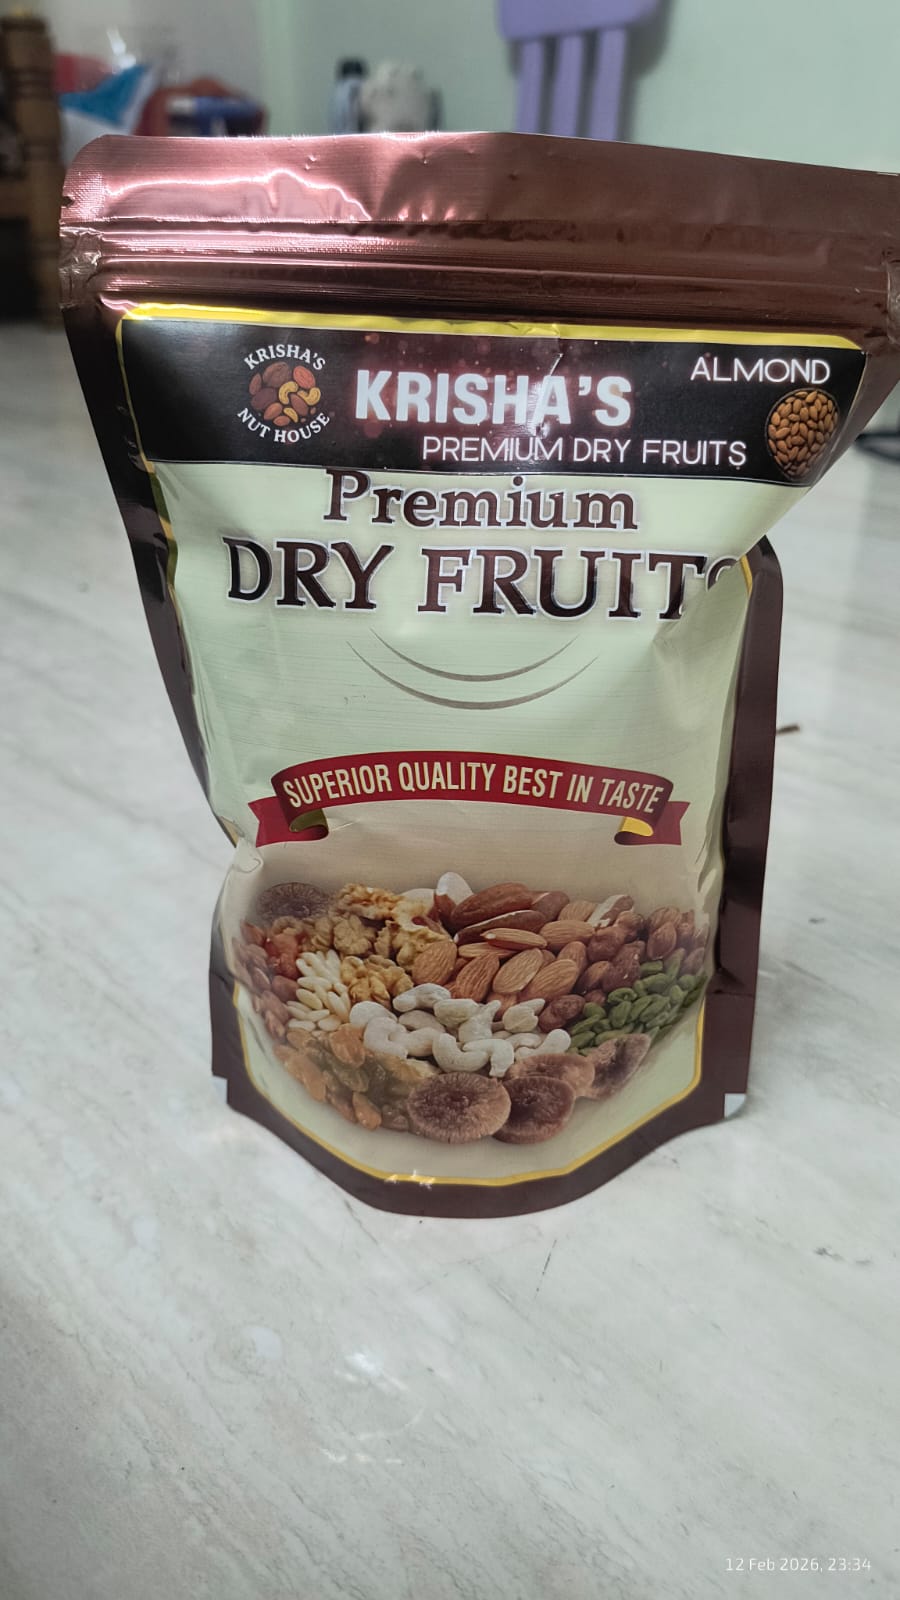 KRISHA'S
NUT HOUSE
KRISHA'S
ALMOND
PREMIUM DRY FRUITS
Premium
DRY FRUITS
SUPERIOR QUALITY BEST IN TASTE
12 Feb 2026, 23:34